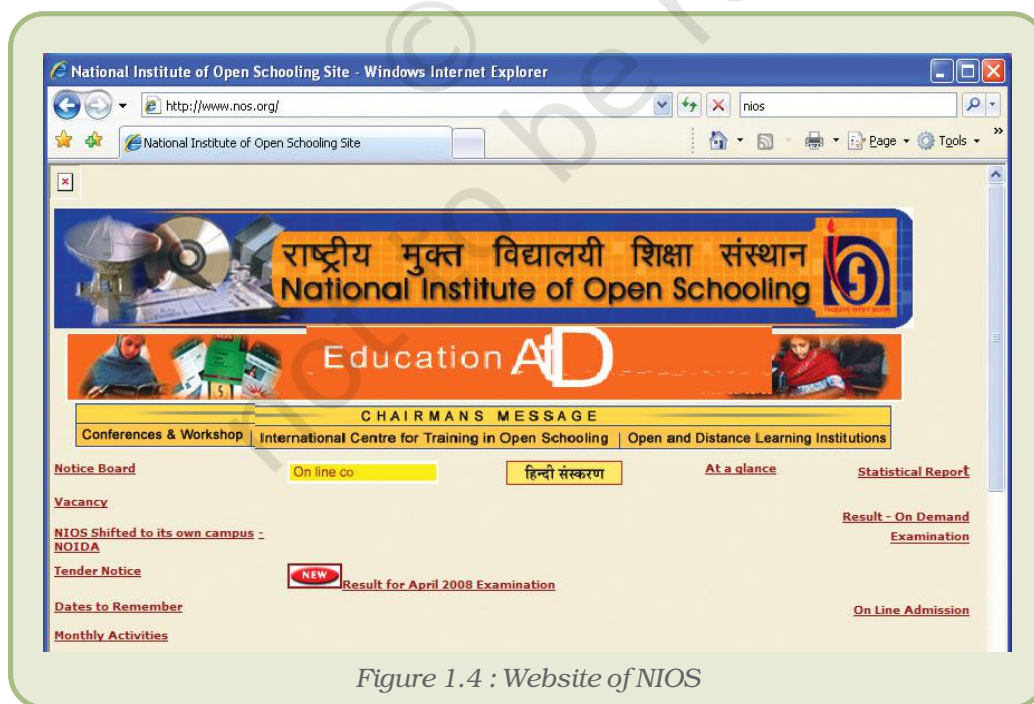 National Institute of Open Schooling Site - Windows Internet Explorer
http://www.nos.org/
nios
National Institute of Open Schooling Site
Page
Tools
»
राष्ट्रीय मुक्त विद्यालयी शिक्षा संस्थान
National Institute of Open Schooling
Education AtD
CHAIRMANS MESSAGE
Conferences & Workshop | International Centre for Training in Open Schooling | Open and Distance Learning Institutions
Notice Board
On line co
हिन्दी संस्करण
At a glance
Statistical Report
Vacancy
Result - On Demand
Examination
NIOS Shifted to its own campus -
NOIDA
Tender Notice
NEW Result for April 2008 Examination
Dates to Remember
On Line Admission
Monthly Activities
Figure 1.4 : Website of NIOS
© not to be r